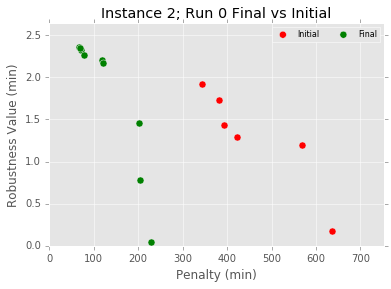 Instance 2; Run 0 Final vs Initial
Initial
Final
Robustness Value (min)
2.5
2.0
1.5
1.0
0.5
0.0
0 100 200 300 400 500 600 700
Penalty (min)